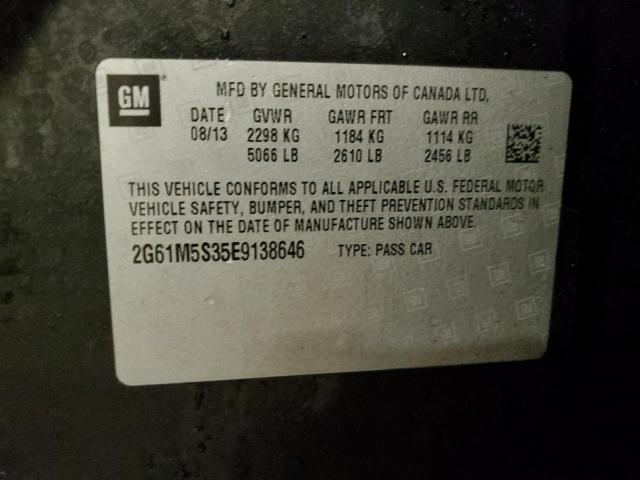 GM
MFD BY GENERAL MOTORS OF CANADA LTD.
DATE GVWR GAWR FRT GAWR RR
08/13 2298 KG 1184 KG 1114 KG
5066 LB 2610 LB 2456 LB
THIS VEHICLE CONFORMS TO ALL APPLICABLE U.S. FEDERAL MOTOR
VEHICLE SAFETY, BUMPER, AND THEFT PREVENTION STANDARDS IN
EFFECT ON THE DATE OF MANUFACTURE SHOWN ABOVE.
2G61M5S35E9138646 TYPE: PASS CAR